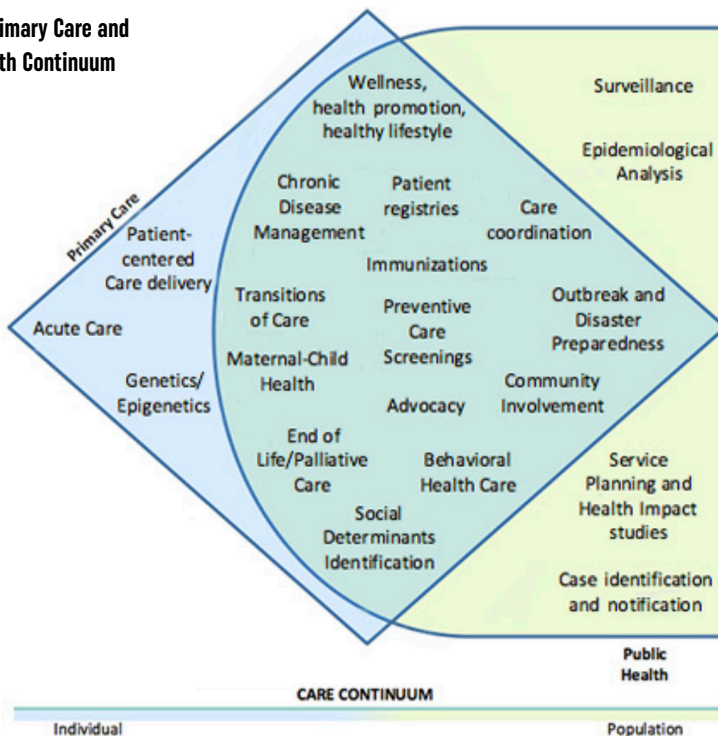 rimary Care and
th Continuum
Wellness,
health promotion,
healthy lifestyle
Surveillance
Epidemiological
Analysis
Chronic
Disease
Management
Patient
registries
Care
coordination
Primary Care
Patient-
centered
Care delivery
Immunizations
Transitions
of Care
Preventive
Care
Screenings
Outbreak and
Disaster
Preparedness
Acute Care
Maternal-Child
Health
Genetics/
Epigenetics
Advocacy
Community
Involvement
End of
Life/Palliative
Care
Behavioral
Health Care
Service
Planning and
Health Impact
studies
Social
Determinants
Identification
Case identification
and notification
Public
Health
CARE CONTINUUM
Individual
Population